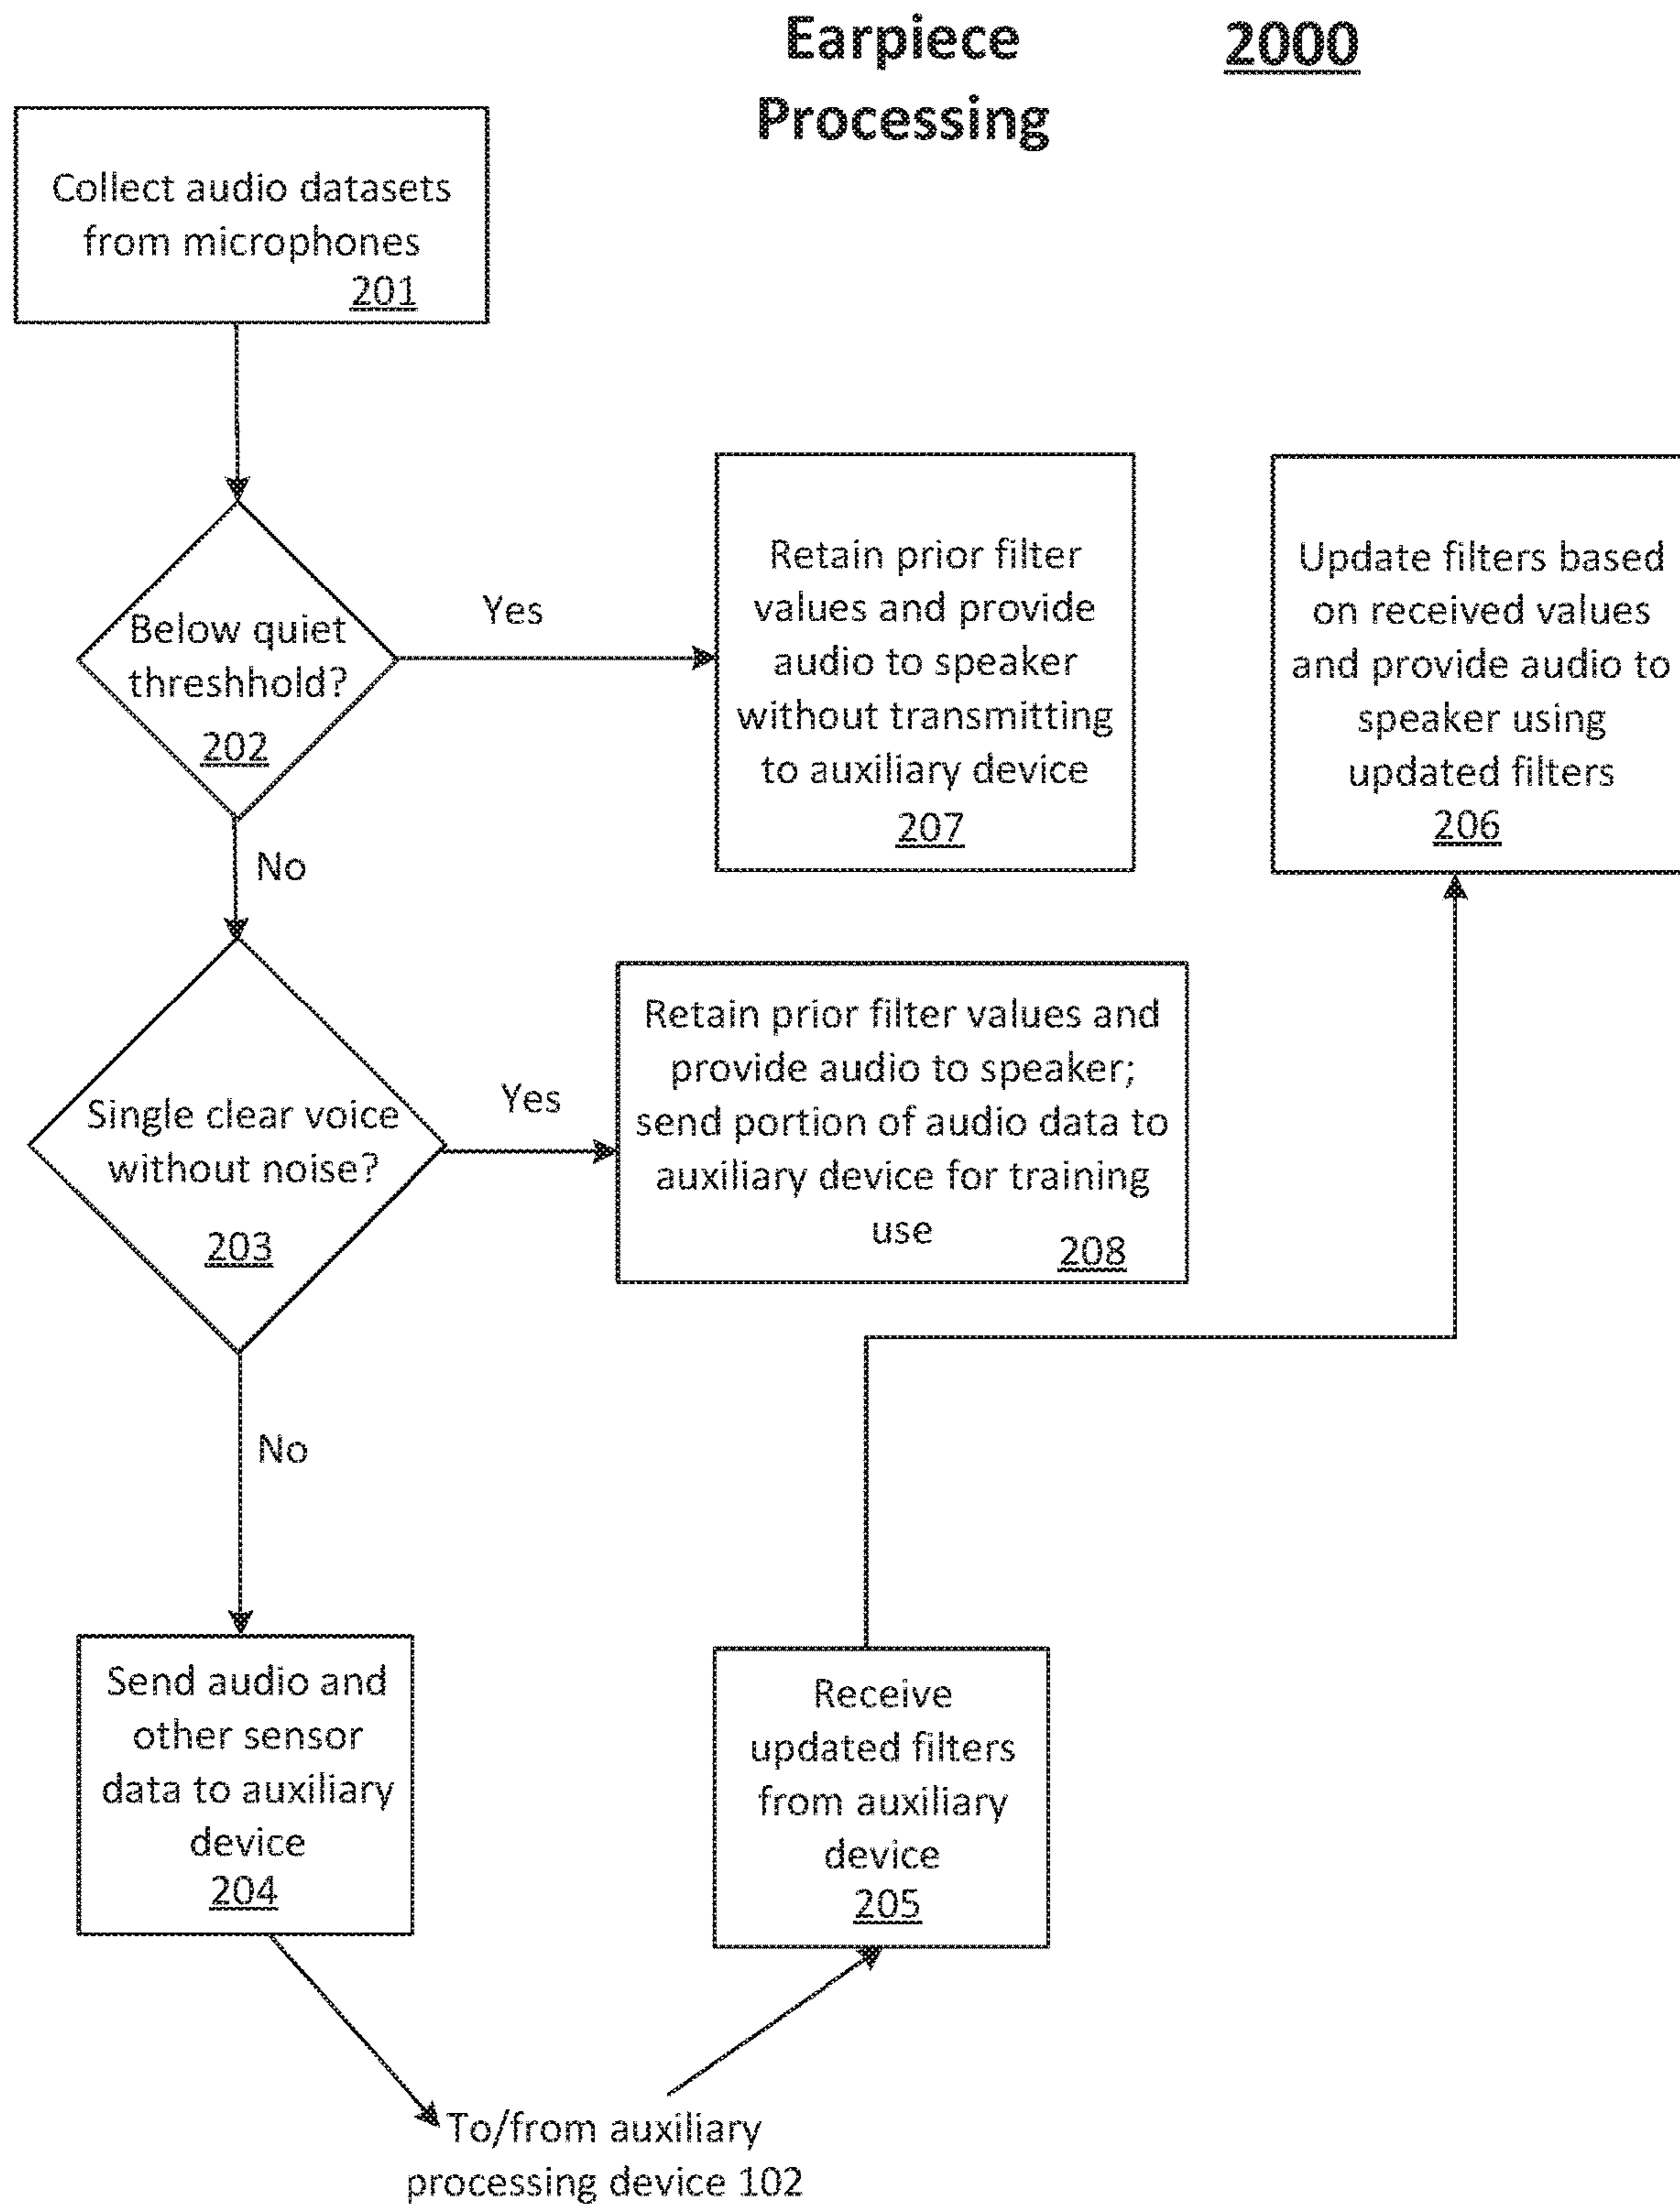 Earpiece
Processing
2000
Collect audio datasets
from microphones
201
Below quiet
threshhold?
202
Yes
Retain prior filter
values and provide
audio to speaker
without transmitting
to auxiliary device
207
Update filters based
on received values
and provide audio to
speaker using
updated filters
206
No
Single clear voice
without noise?
203
Yes
Retain prior filter values and
provide audio to speaker;
send portion of audio data to
auxiliary device for training
use
208
No
Send audio and
other sensor
data to auxiliary
device
204
Receive
updated filters
from auxiliary
device
205
To/from auxiliary
processing device 102